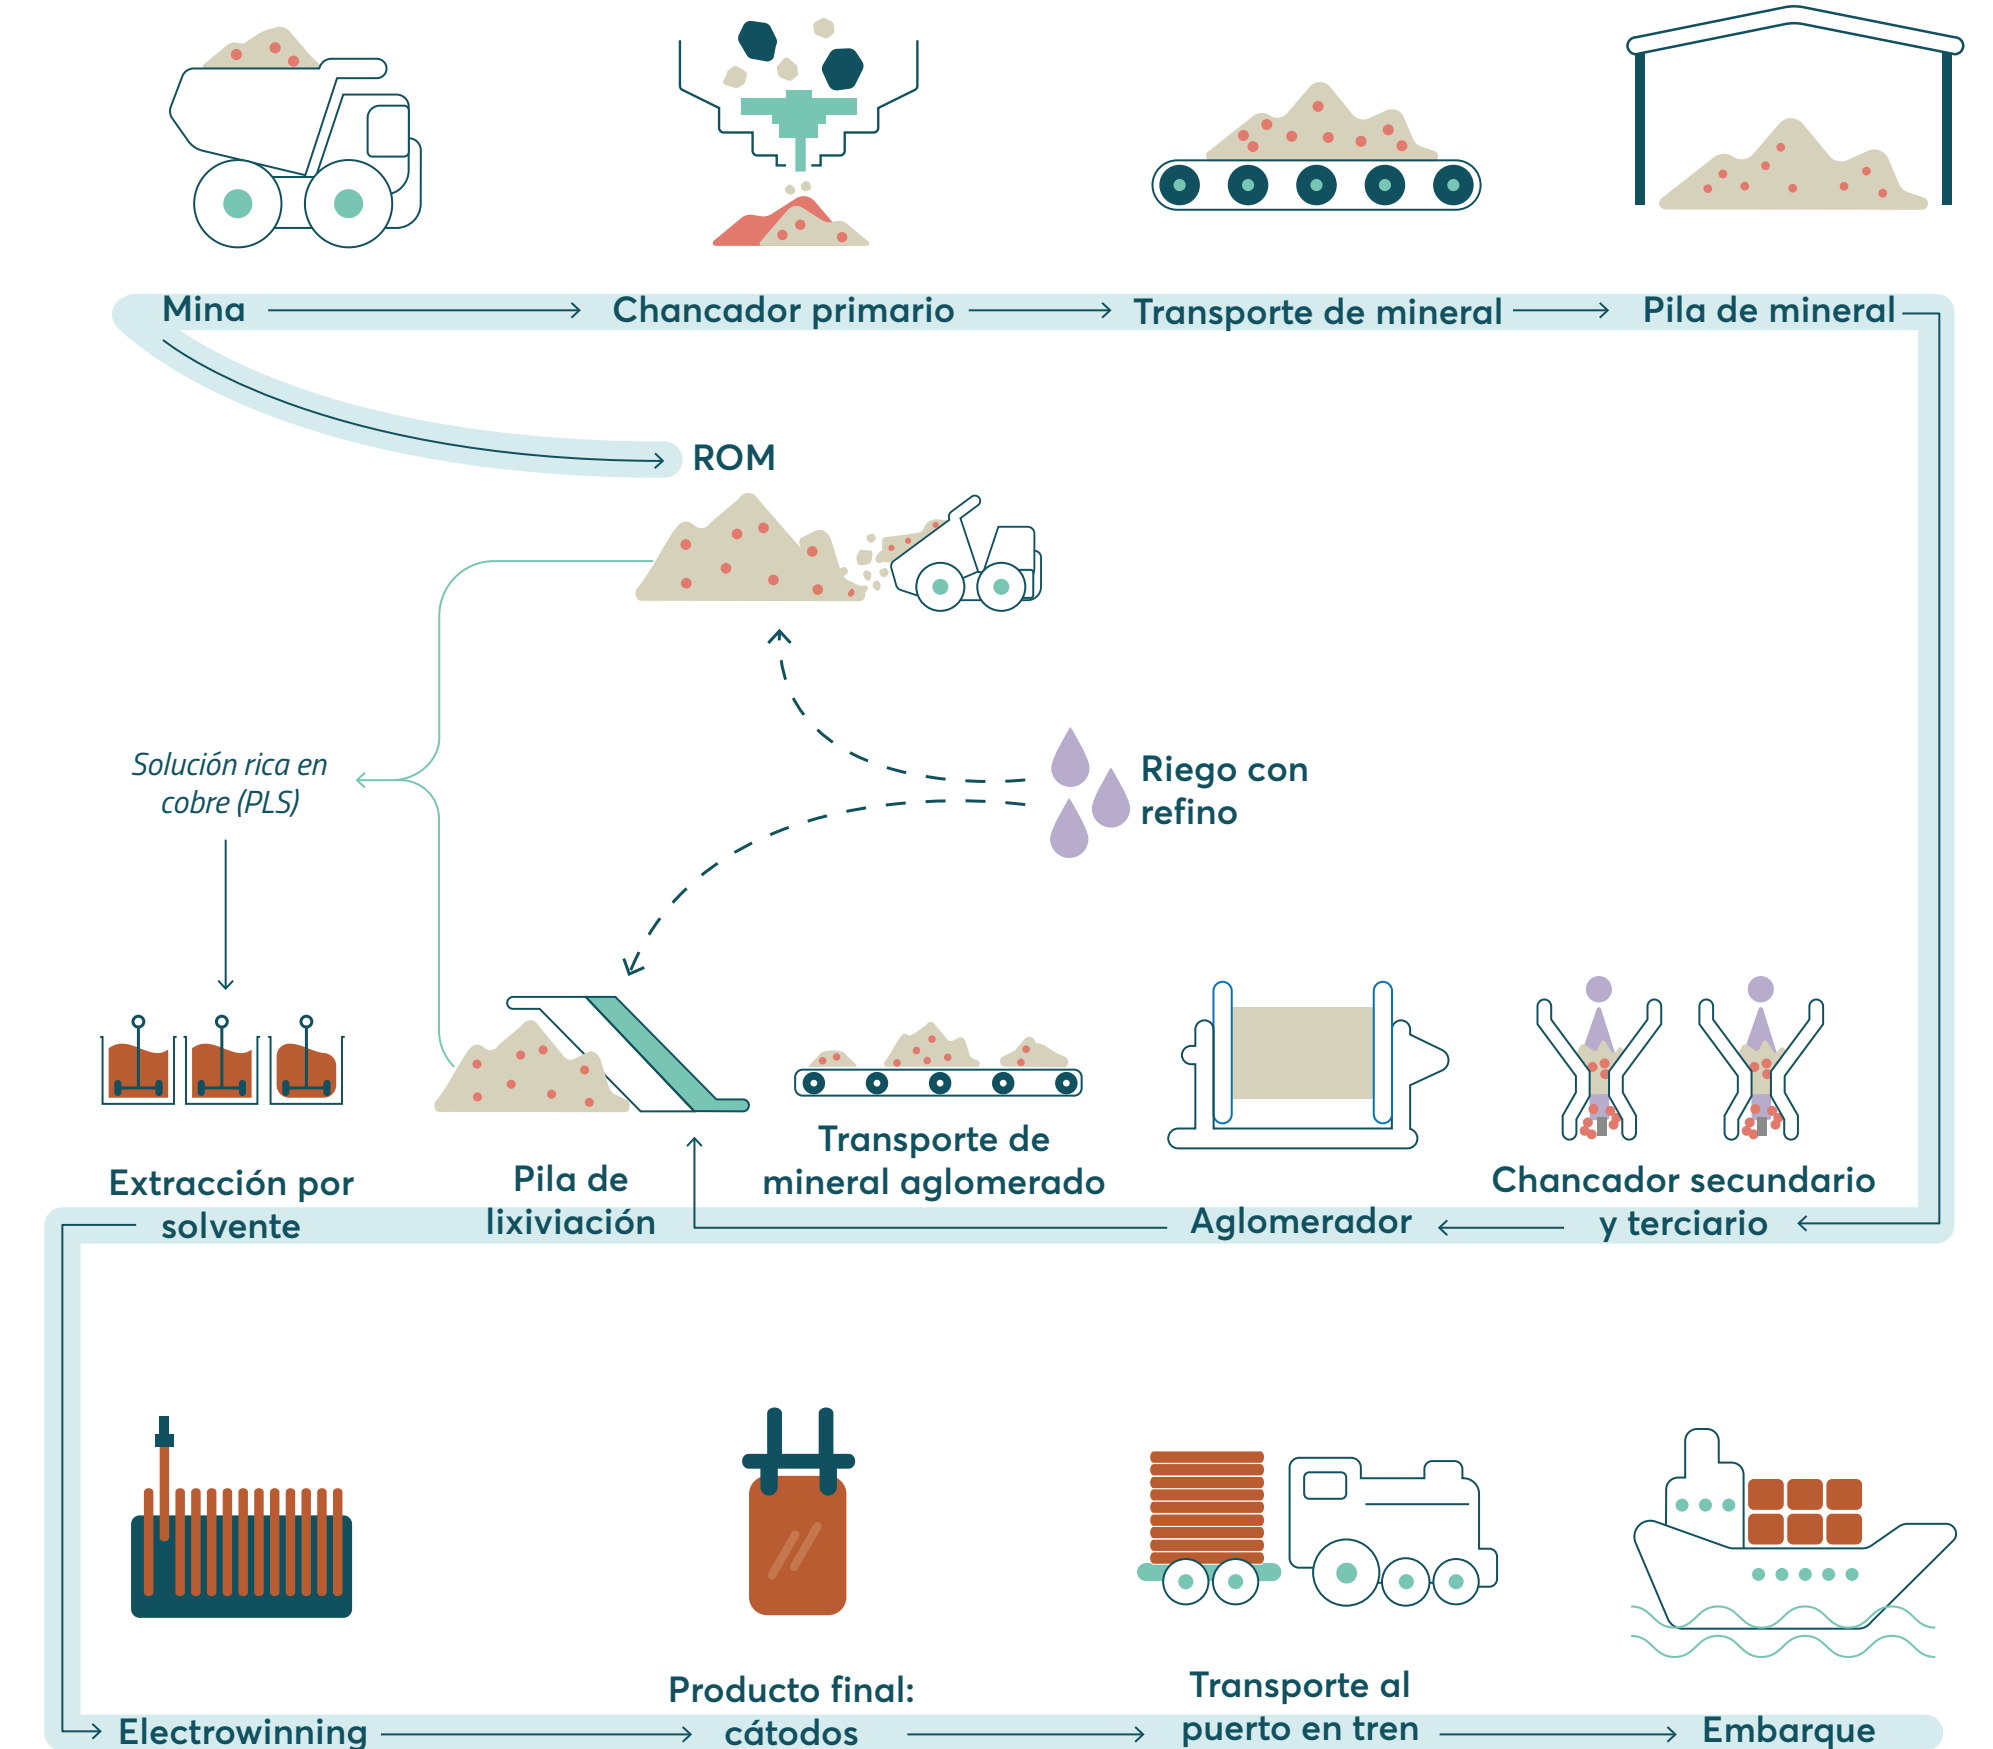 Mina
Chancador primario
Transporte de mineral
Pila de mineral
ROM
Riego con
refino
Solución rica en
cobre (PLS)
Extracción por
solvente
Pila de
lixiviación
Transporte de
mineral aglomerado
Aglomerador
Chancador secundario
y terciario
Electrowinning
Producto final:
cátodos
Transporte al
puerto en tren
Embarque